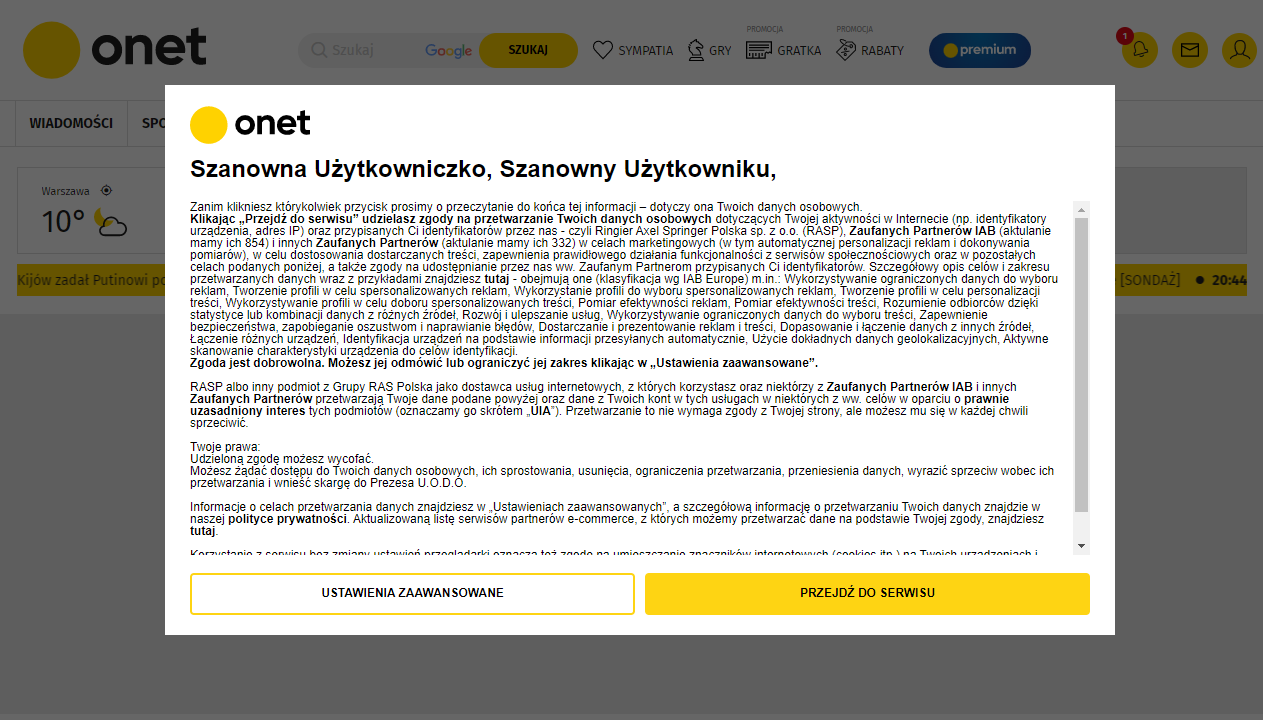 onet
Szukaj
Google
SZUKAJ
SYMPATIA
GRY
PROMOCJA
GRATKA
PROMOCJA
RABATY
premium
1
WIADOMOŚCI
Warszawa
10°
Kijów zadał Putinowi
[SONDAŻ]
20:44
onet
Szanowna Użytkowniczko, Szanowny Użytkowniku,
Zanim klikniesz którykolwiek przycisk prosimy o przeczytanie do końca tej informacji – dotyczy ona Twoich danych osobowych.
Klikając „Przejdź do serwisu” udzielasz zgody na przetwarzanie Twoich danych osobowych dotyczących Twojej aktywności w Internecie (np. identyfikatory
urządzenia, adres IP) oraz przypisanych Ci identyfikatorów przez nas - czyli Ringier Axel Springer Polska sp. z o.o. (RASP), Zaufanych Partnerów IAB (aktulanie
mamy ich 854) i innych Zaufanych Partnerów (aktulanie mamy ich 332) w celach marketingowych (w tym automatycznej personalizacji reklam i dokonywania
pomiarów), w celu dostosowania dostarczanych treści, zapewnienia prawidłowego działania funkcjonalności z serwisów społecznościowych oraz w pozostałych
celach podanych poniżej, a także zgody na udostępnianie przez nas ww. Zaufanym Partnerom przypisanych Ci identyfikatorów. Szczegółowy opis celów i zakresu
przetwarzanych danych wraz z przykładami znajdziesz tutaj - obejmują one (klasyfikacja wg IAB Europe) m.in.: Wykorzystywanie ograniczonych danych do wyboru
reklam, Tworzenie profili w celu spersonalizowanych reklam, Wykorzystanie profili do wyboru spersonalizowanych reklam, Tworzenie profili w celu personalizacji
treści, Wykorzystywanie profili w celu doboru spersonalizowanych treści, Pomiar efektywności reklam, Pomiar efektywności treści, Rozumienie odbiorców dzięki
statystyce lub kombinacji danych z różnych źródeł, Rozwój i ulepszanie usług, Wykorzystywanie ograniczonych danych do wyboru treści, Zapewnienie
bezpieczeństwa, zapobieganie oszustwom i naprawianie błędów, Dostarczanie i prezentowanie reklam i treści, Dopasowanie i łączenie danych z innych źródeł,
Łączenie różnych urządzeń, Identyfikacja urządzeń na podstawie informacji przesyłanych automatycznie, Użycie dokładnych danych geolokalizacyjnych, Aktywne
skanowanie charakterystyki urządzenia do celów identyfikacji.
Zgoda jest dobrowolna. Możesz jej odmówić lub ograniczyć jej zakres klikając w „Ustawienia zaawansowane”.
RASP albo inny podmiot z Grupy RAS Polska jako dostawca usług internetowych, z których korzystasz oraz niektórzy z Zaufanych Partnerów IAB i innych
Zaufanych Partnerów przetwarzają Twoje dane podane powyżej oraz dane z Twoich kont w tych usługach w niektórych z ww. celów w oparciu o prawnie
uzasadniony interes tych podmiotów (oznaczamy go skrótem „UIA”). Przetwarzanie to nie wymaga zgody z Twojej strony, ale możesz mu się w każdej chwili
sprzeciwić.
Twoje prawa:
Udzieloną zgodę możesz wycofać.
Możesz żądać dostępu do Twoich danych osobowych, ich sprostowania, usunięcia, ograniczenia przetwarzania, przeniesienia danych, wyrazić sprzeciw wobec ich
przetwarzania i wnieść skargę do Prezesa U.O.D.O.
Informacje o celach przetwarzania danych znajdziesz w „Ustawieniach zaawansowanych”, a szczegółową informację o przetwarzaniu Twoich danych znajdzie w
naszej polityce prywatności. Aktualizowaną listę serwisów partnerów e-commerce, z których możemy przetwarzać dane na podstawie Twojej zgody, znajdziesz
tutaj.
Korzystanie z serwisu bez zmiany ustawień przeglądarki oznacza też zgodę na umieszczanie znaczników internetowych (cookies itp.) na Twoich urządzeniach i
USTAWIENIA ZAAWANSOWANE
PRZEJDŹ DO SERWISU